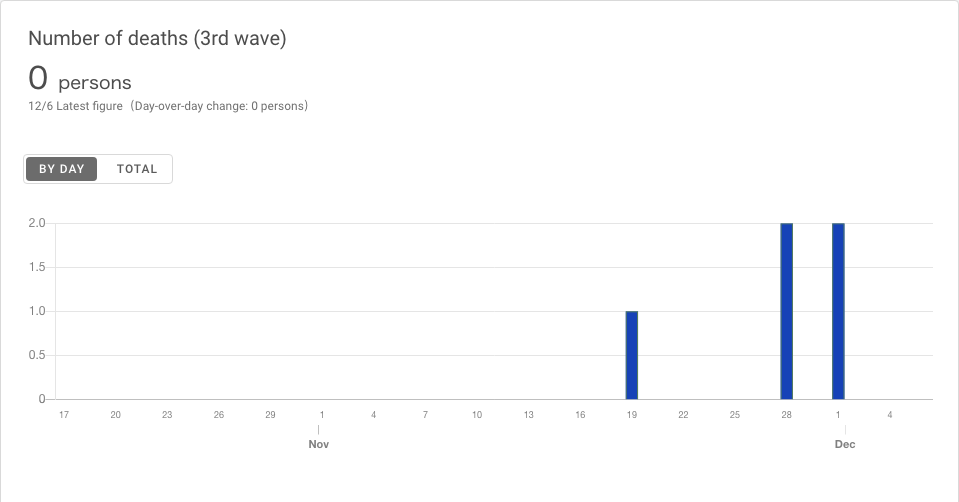 Number of deaths (3rd wave)
0 persons
12/6 Latest figure（Day-over-day change: 0 persons）
BY DAY TOTAL
2.0
1.5
1.0
0.5
0
17 20 23 26 29 1 4 7 10 13 16 19 22 25 28 1 4
Nov Dec